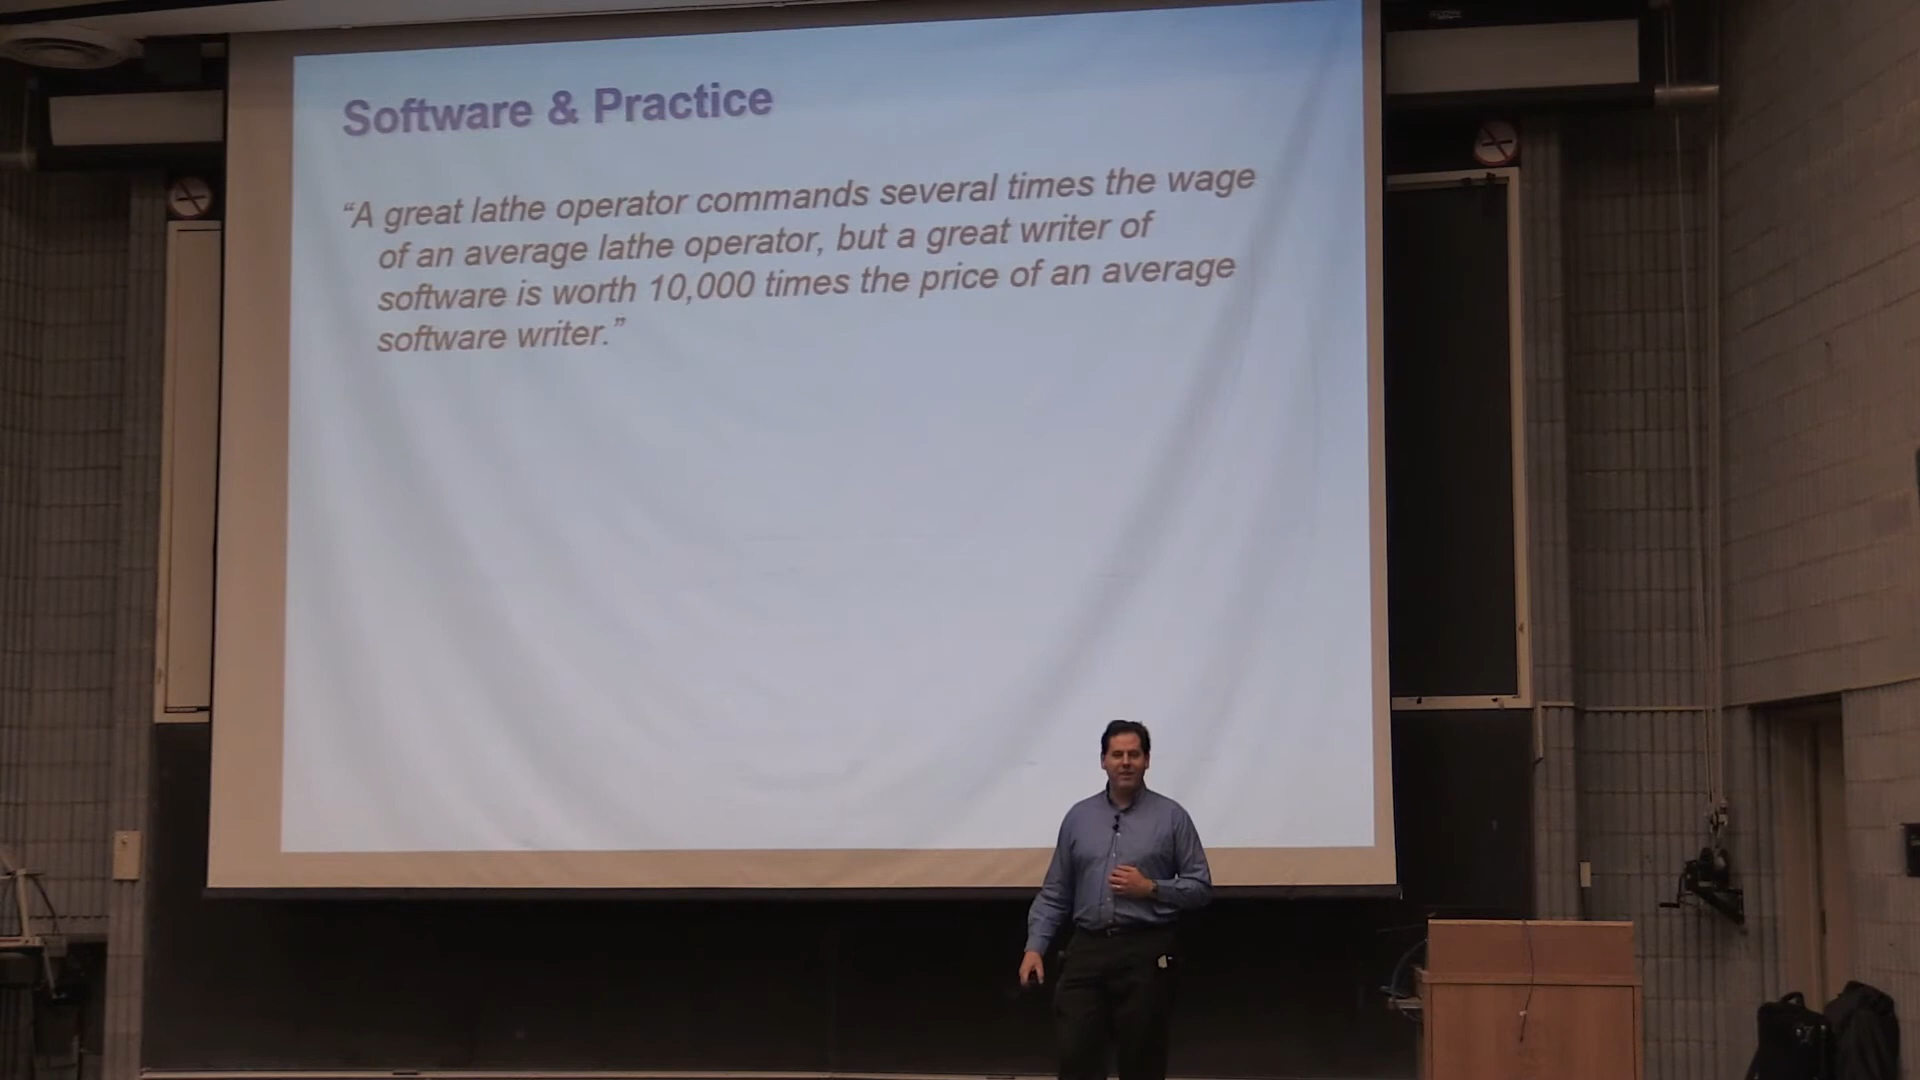 Software & Practice
“A great lathe operator commands several times the wage
of an average lathe operator, but a great writer of
software is worth 10,000 times the price of an average
software writer.”